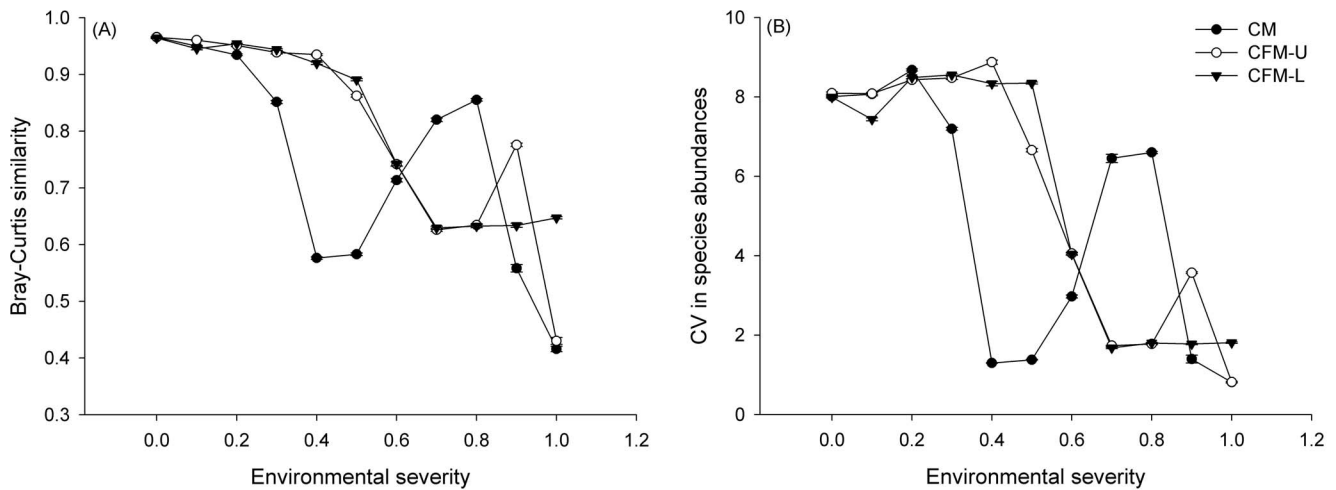 (A)
Bray-Curtis similarity
1.0
0.9
0.8
0.7
0.6
0.5
0.4
0.3
0.0 0.2 0.4 0.6 0.8 1.0 1.2
Environmental severity
(B)
CV in species abundances
10
8
6
4
2
0
0.0 0.2 0.4 0.6 0.8 1.0 1.2
Environmental severity
CM
CFM-U
CFM-L